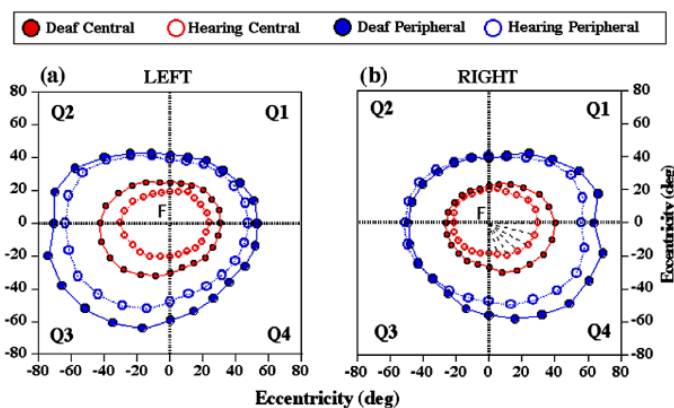 Deaf Central Hearing Central Deaf Peripheral Hearing Peripheral
(a) LEFT (b) RIGHT
80 Q2 Q1 Q2 Q1 80
60 60
40 40
20 20
0 F F 0
-20 -20
-40 -40
-60 Q3 Q4 Q3 Q4 -60
-80 -80
-80 -60 -40 -20 0 20 40 60 80 -80 -60 -40 -20 0 20 40 60 80
Eccentricity (deg)
Eccentricity (deg)